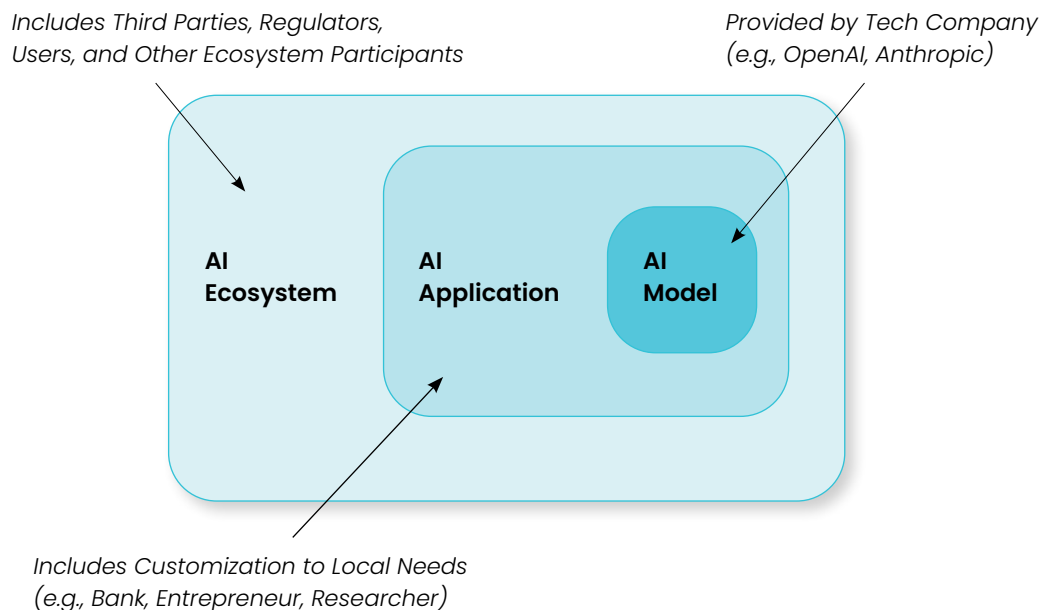 Includes Third Parties, Regulators,
Users, and Other Ecosystem Participants
Provided by Tech Company
(e.g., OpenAI, Anthropic)
AI
Ecosystem
AI
Application
AI
Model
Includes Customization to Local Needs
(e.g., Bank, Entrepreneur, Researcher)